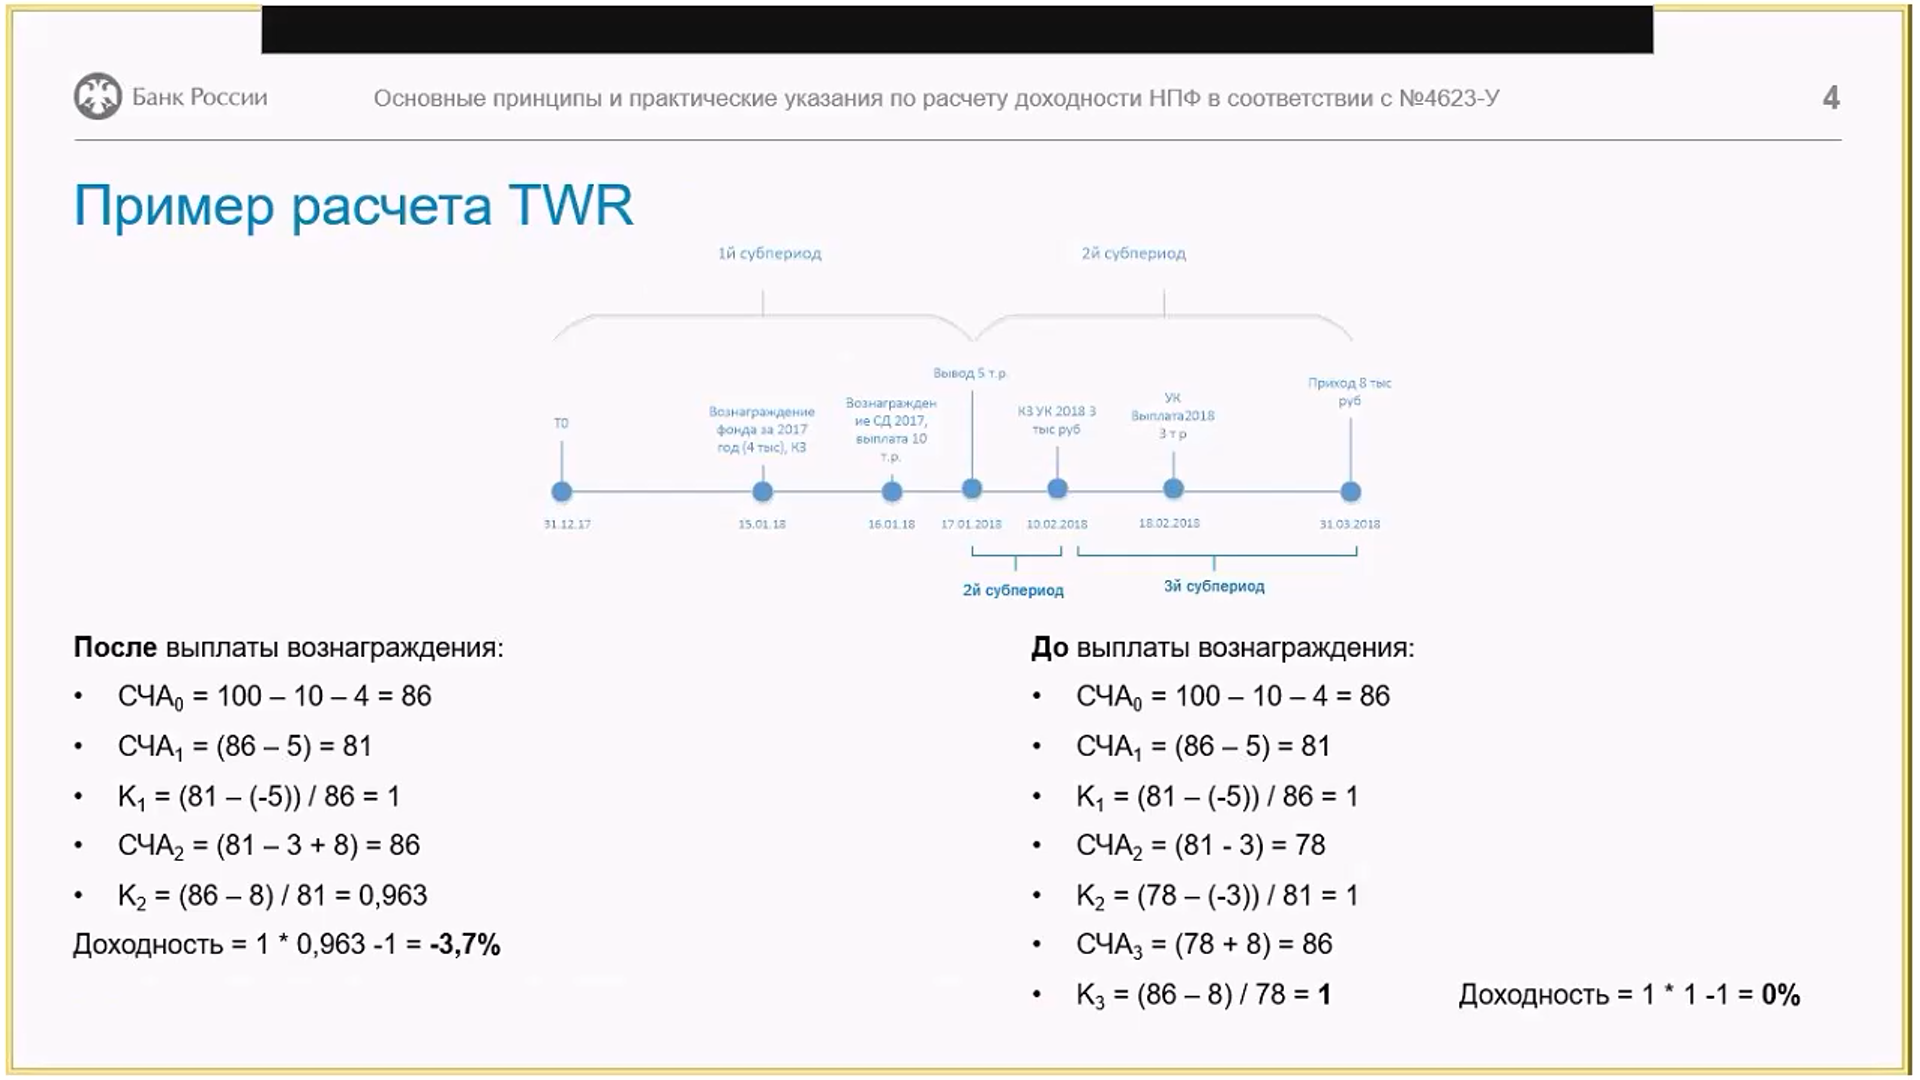 Банк России
Основные принципы и практические указания по расчету доходности НПФ в соответствии с №4623-У
4
Пример расчета TWR
1й субпериод
2й субпериод
Т0
Вознаграждение
фонда за 2017
год (4 тыс), КЗ
Вознагражден
ие СД 2017,
выплата 10
т.р.
Вывод 5 т.р.
КЗ УК 2018 3
тыс руб
УК
Выплата2018
3 т р
Приход 8 тыс
руб
31.12.17
15.01.18
16.01.18
17.01.2018
10.02.2018
18.02.2018
31.03.2018
2й субпериод
3й субпериод
После выплаты вознаграждения:
• СЧА₀ = 100 – 10 – 4 = 86
• СЧА₁ = (86 – 5) = 81
• K₁ = (81 – (-5)) / 86 = 1
• СЧА₂ = (81 – 3 + 8) = 86
• K₂ = (86 – 8) / 81 = 0,963
Доходность = 1 * 0,963 -1 = -3,7%
До выплаты вознаграждения:
• СЧА₀ = 100 – 10 – 4 = 86
• СЧА₁ = (86 – 5) = 81
• K₁ = (81 – (-5)) / 86 = 1
• СЧА₂ = (81 - 3) = 78
• K₂ = (78 – (-3)) / 81 = 1
• СЧА₃ = (78 + 8) = 86
• K₃ = (86 – 8) / 78 = 1
Доходность = 1 * 1 -1 = 0%